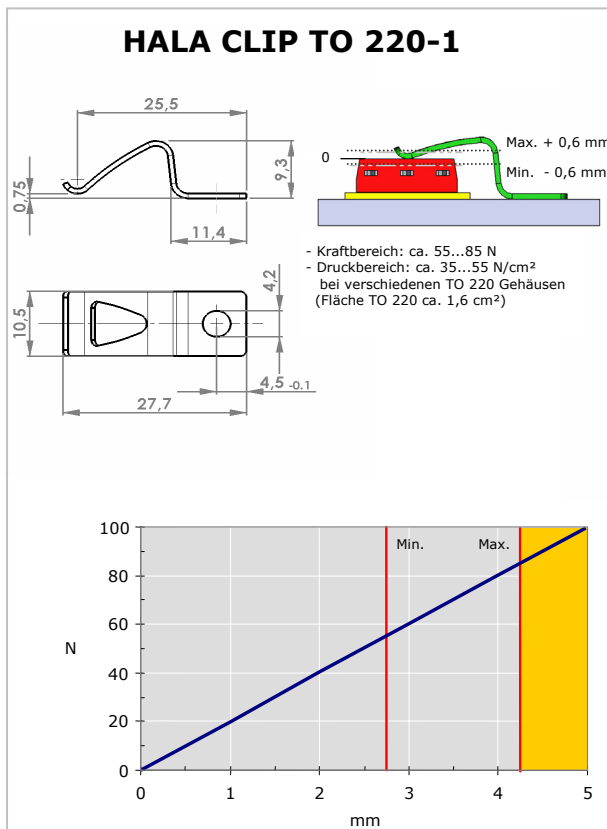 HALA CLIP TO 220-1
25,5
0,75
9,3
11,4
0
Max. + 0,6 mm
Min. - 0,6 mm
- Kraftbereich: ca. 55...85 N
- Druckbereich: ca. 35...55 N/cm²
bei verschiedenen TO 220 Gehäusen
(Fläche TO 220 ca. 1,6 cm²)
10,5
4,2
4,5 -0.1
27,7
100
80
60
40
20
0
N
Min.
Max.
0 1 2 3 4 5
mm